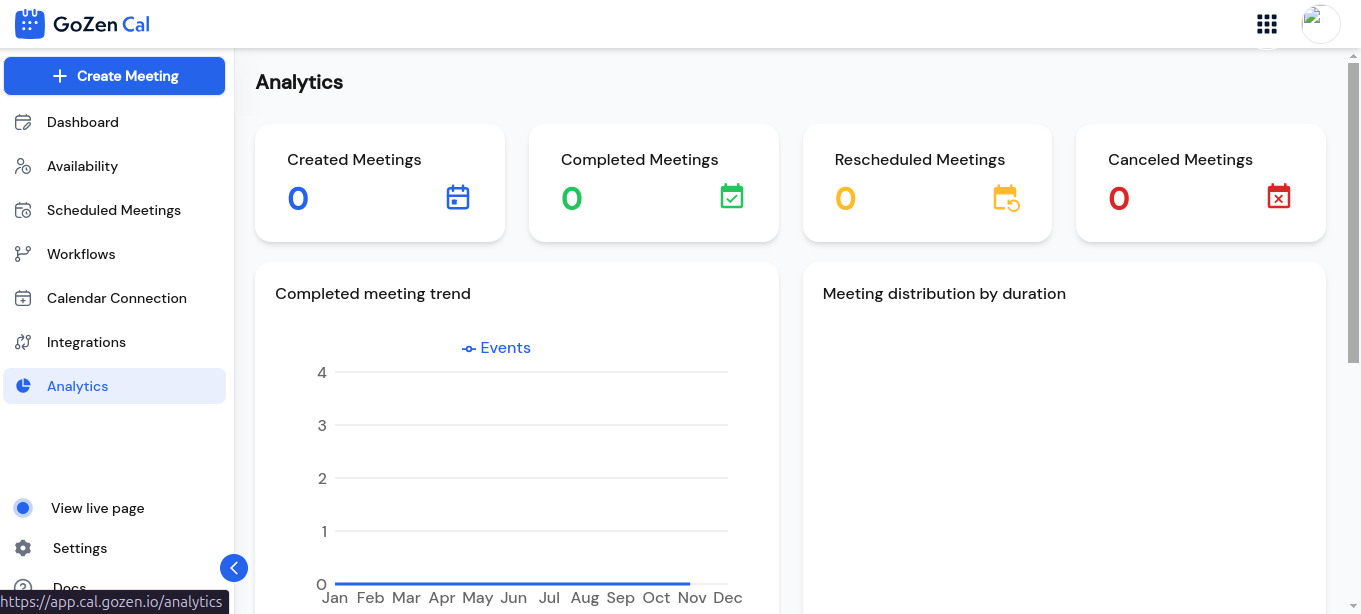 GoZen Cal
Create Meeting
Dashboard
Availability
Scheduled Meetings
Workflows
Calendar Connection
Integrations
Analytics
View live page
Settings
Docs
https://app.cal.gozen.io/analytics
Analytics
Created Meetings
0
Completed Meetings
0
Rescheduled Meetings
0
Canceled Meetings
0
Completed meeting trend
Events
4
3
2
1
0
Jan Feb Mar Apr May Jun Jul Aug Sep Oct Nov Dec
Meeting distribution by duration